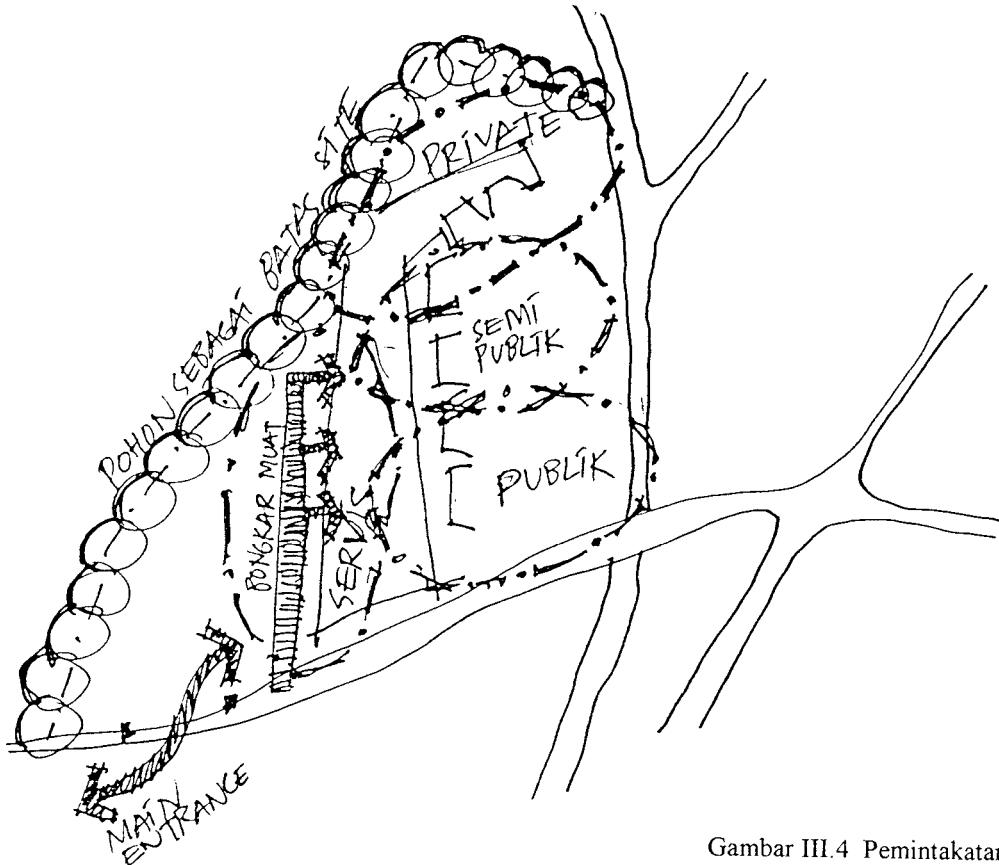 POHON SEBAGAI BATAS SITE
PRIVATE
SEMI
PUBLIK
PUBLIK
BONGKAR MUAT
SERVIS
MAIN
ENTRANCE
Gambar III.4 Pemintakatan